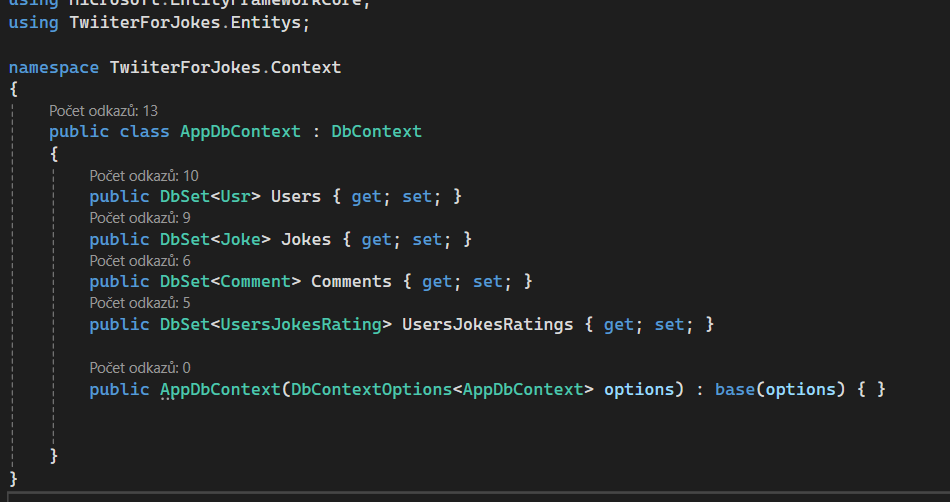 using Microsoft.EntityFrameworkCore;
using TwiiterForJokes.Entitys;
namespace TwiiterForJokes.Context
{
Počet odkazů: 13
public class AppDbContext : DbContext
{
Počet odkazů: 10
public DbSet<Usr> Users { get; set; }
Počet odkazů: 9
public DbSet<Joke> Jokes { get; set; }
Počet odkazů: 6
public DbSet<Comment> Comments { get; set; }
Počet odkazů: 5
public DbSet<UsersJokesRating> UsersJokesRatings { get; set; }
Počet odkazů: 0
public AppDbContext(DbContextOptions<AppDbContext> options) : base(options) { }
}
}